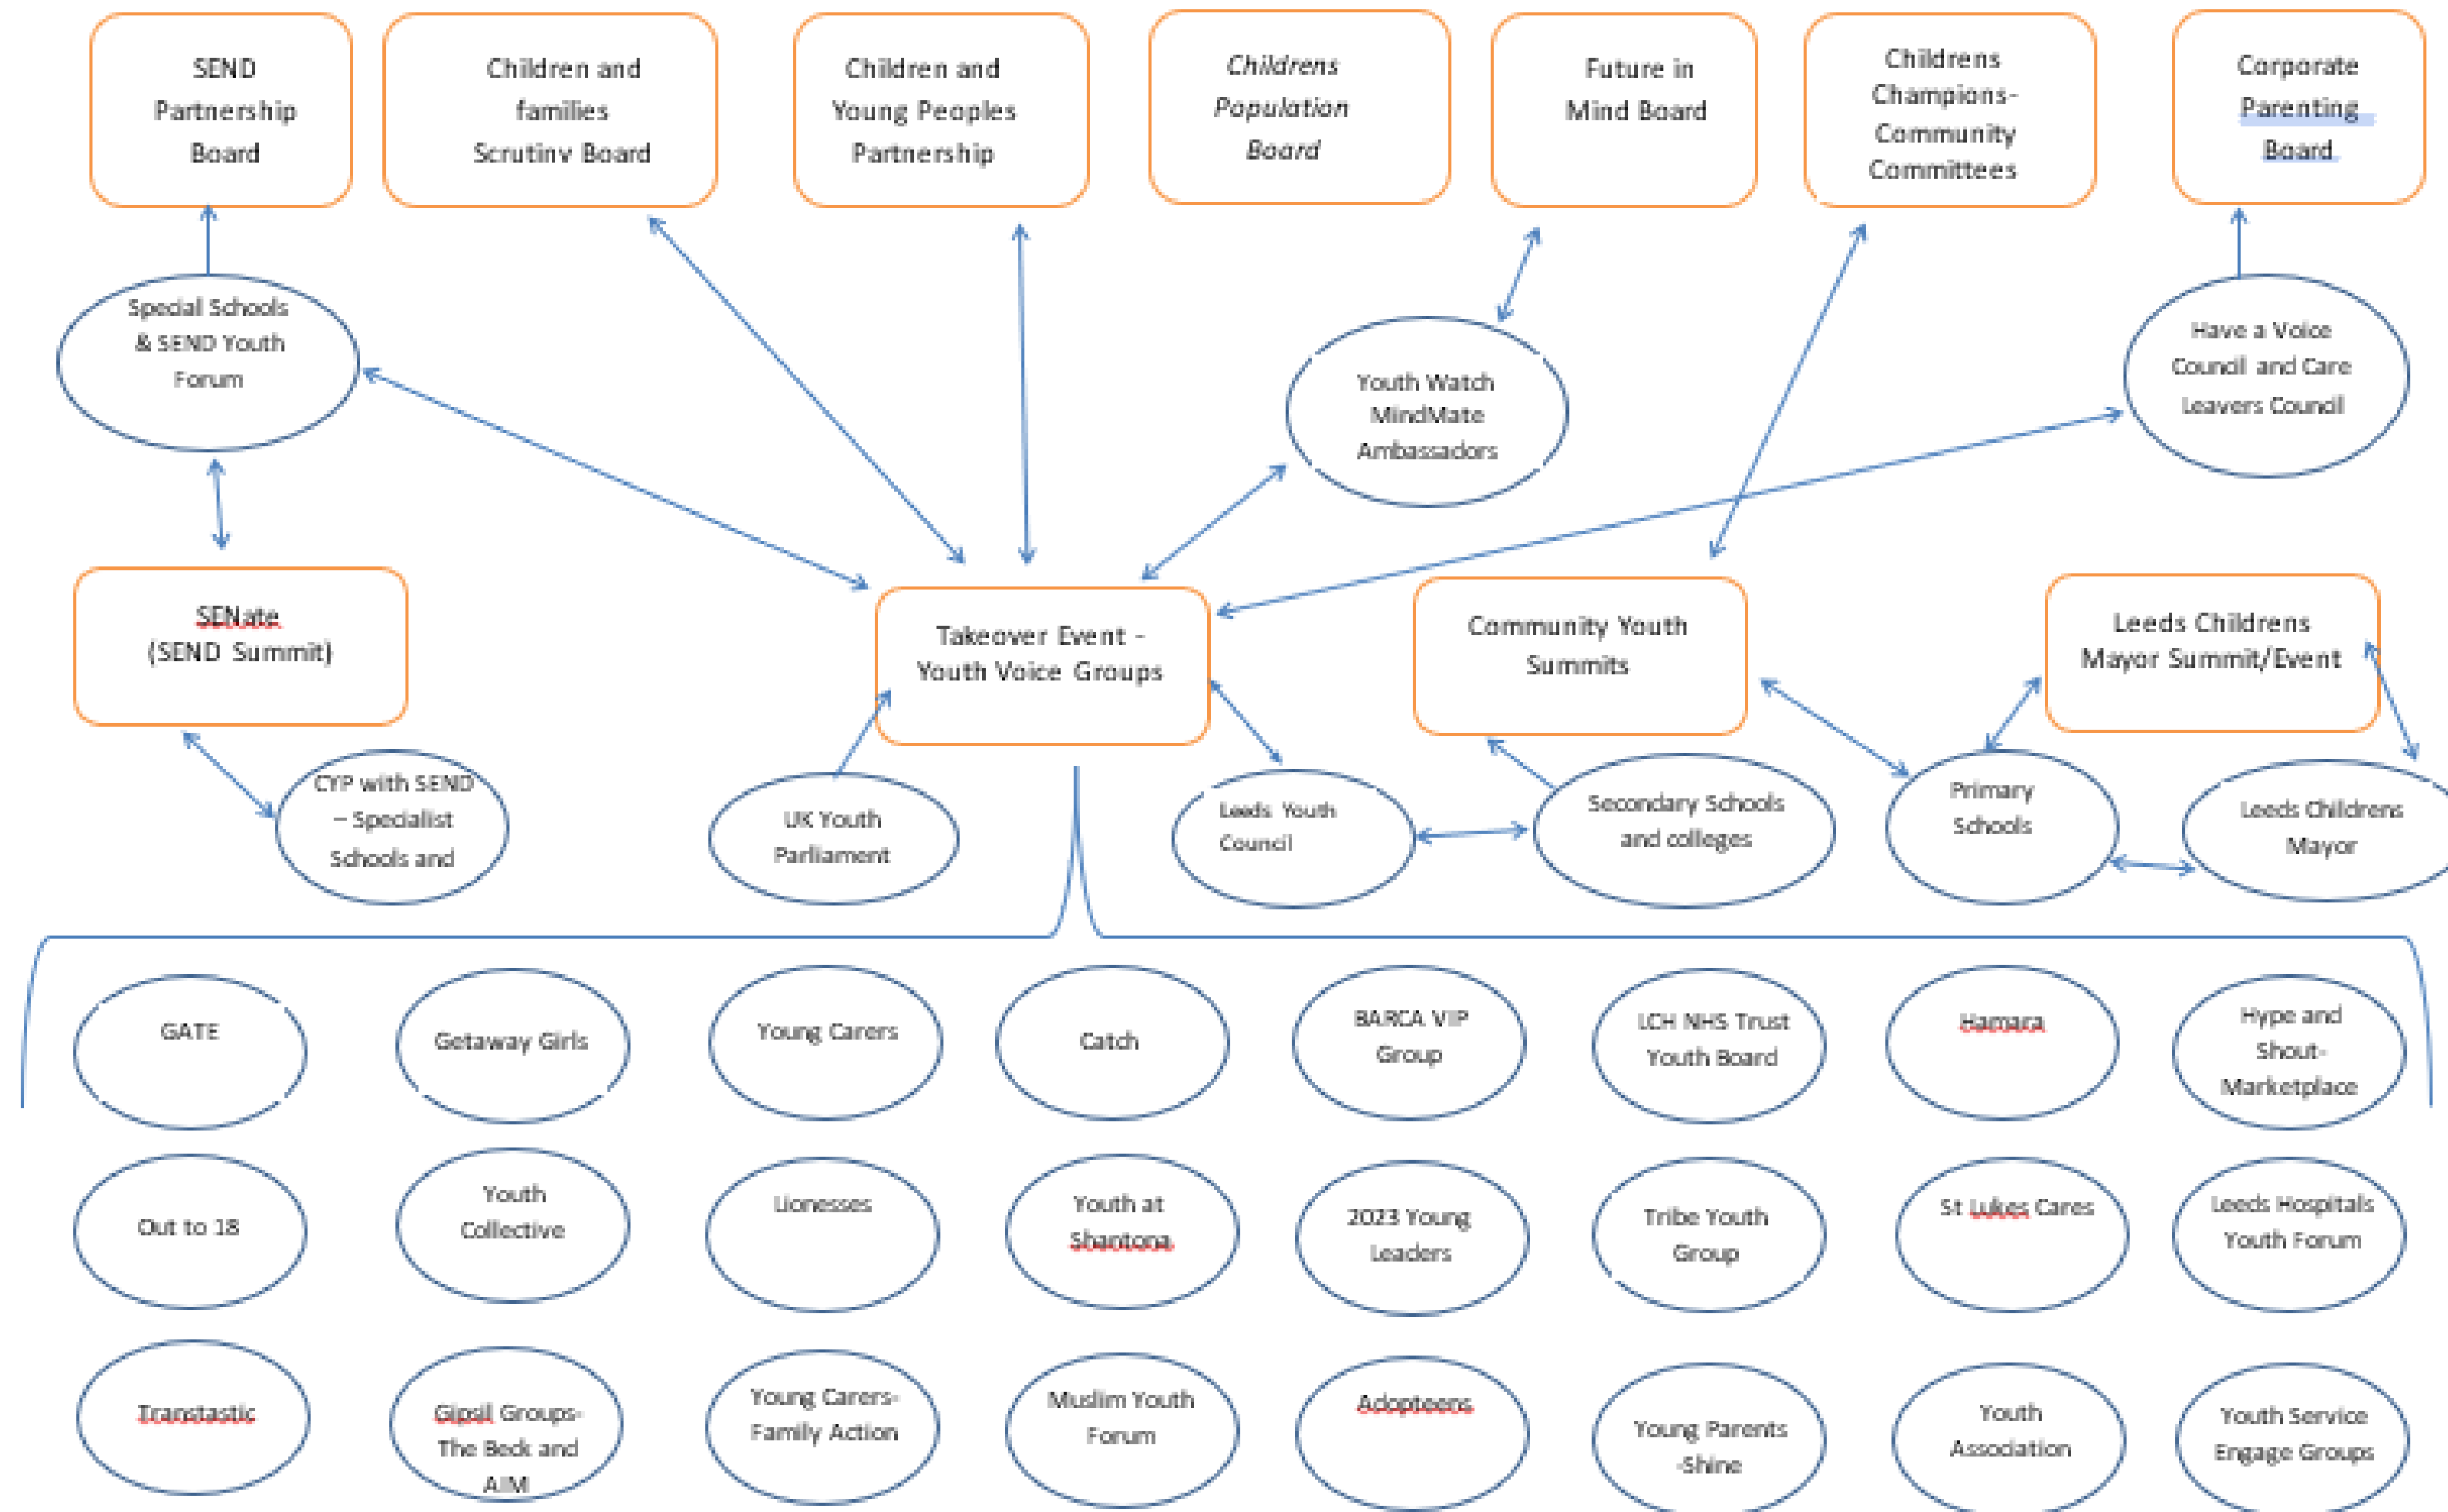 SEND
Partnership
Board
Children and
families
Scrutiny Board
Children and
Young Peoples
Partnership
Childrens
Population
Board
Future in
Mind Board
Childrens
Champions-
Community
Committees
Corporate
Parenting
Board
Special Schools
& SEND Youth
Forum
Youth Watch
MindMate
Ambassadors
Have a Voice
Council and Care
Leavers Council
SENate
(SEND Summit)
Takeover Event -
Youth Voice Groups
Community Youth
Summits
Leeds Childrens
Mayor Summit/Event
CYP with SEND
– Specialist
Schools and
UK Youth
Parliament
Leeds Youth
Council
Secondary Schools
and colleges
Primary
Schools
Leeds Childrens
Mayor
GATE
Getaway Girls
Young Carers
Catch
BARCA VIP
Group
LCH NHS Trust
Youth Board
Hamara
Hype and
Shout-
Marketplace
Out to 18
Youth
Collective
Lionesses
Youth at
Shantona
2023 Young
Leaders
Tribe Youth
Group
St Lukes Cares
Leeds Hospitals
Youth Forum
Transtastic
Gipsil Groups-
The Beck and
AIM
Young Carers-
Family Action
Muslim Youth
Forum
Adopteens
Young Parents
-Shine
Youth
Association
Youth Service
Engage Groups